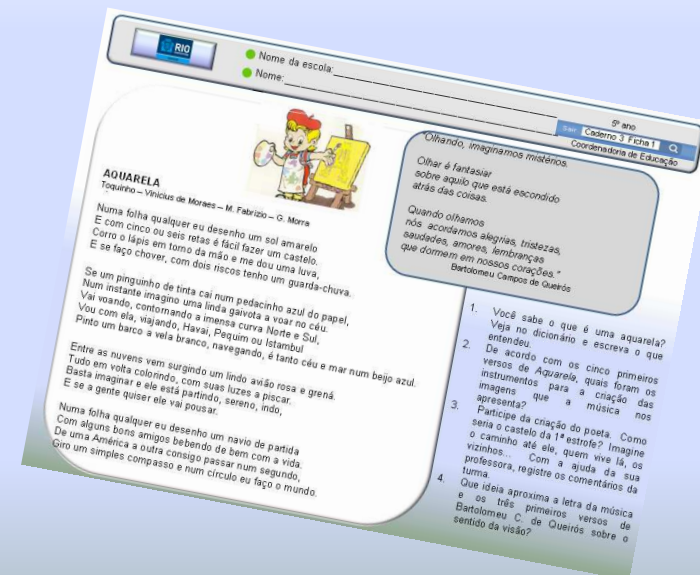 RIO
Nome da escola:
Nome:
5º ano
Caderno 3 Ficha 1
Coordenadoria de Educação
AQUARELA
Toquinho – Vinicius de Moraes – M. Fabrizio – G. Morra
Numa folha qualquer eu desenho um sol amarelo
E com cinco ou seis retas é fácil fazer um castelo.
Corro o lápis em torno da mão e me dou uma luva,
E se faço chover, com dois riscos tenho um guarda-chuva.
Se um pinguinho de tinta cai num pedacinho azul do papel,
Num instante imagino uma linda gaivota a voar no céu.
Vai voando, contornando a imensa curva Norte e Sul,
Vou com ela, viajando, Havaí, Pequim ou Istambul
Pinto um barco a vela branco, navegando, é tanto céu e mar num beijo azul.
Entre as nuvens vem surgindo um lindo avião rosa e grená.
Tudo em volta colorindo, com suas luzes a piscar.
Basta imaginar e ele está partindo, sereno, indo,
E se a gente quiser ele vai pousar.
Numa folha qualquer eu desenho um navio de partida
Com alguns bons amigos bebendo de bem com a vida.
De uma América a outra consigo passar num segundo,
Giro um simples compasso e num círculo eu faço o mundo.
"Olhando, imaginamos mistérios.
Olhar é fantasiar
sobre aquilo que está escondido
atrás das coisas.
Quando olhamos
nós acordamos alegrias, tristezas,
saudades, amores, lembranças
que dormem em nossos corações."
Bartolomeu Campos de Queirós
1. Você sabe o que é uma aquarela?
Veja no dicionário e escreva o que
entendeu.
2. De acordo com os cinco primeiros
versos de Aquarela, quais foram os
instrumentos para a criação das
imagens que a música nos
apresenta?
3. Participe da criação do poeta. Como
seria o castelo da 1ª estrofe? Imagine
o caminho até ele, quem vive lá, os
vizinhos... Com a ajuda da sua
professora, registre os comentários da
turma.
4. Que ideia aproxima a letra da música
e os três primeiros versos de
Bartolomeu C. de Queirós sobre o
sentido da visão?